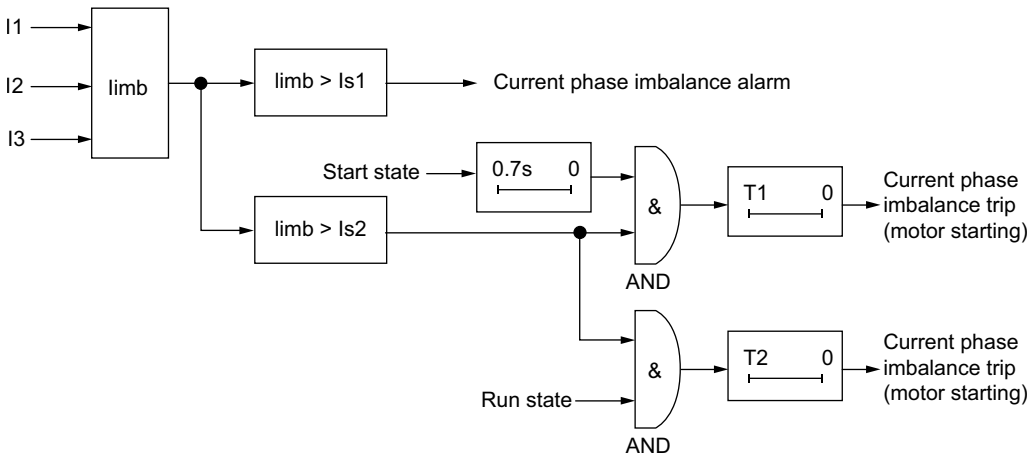 I1
I2
I3
Iimb
Iimb > Is1
Current phase imbalance alarm
Start state
0.7s 0
&
AND
T1 0
Current phase
imbalance trip
(motor starting)
Iimb > Is2
&
AND
Run state
T2 0
Current phase
imbalance trip
(motor starting)